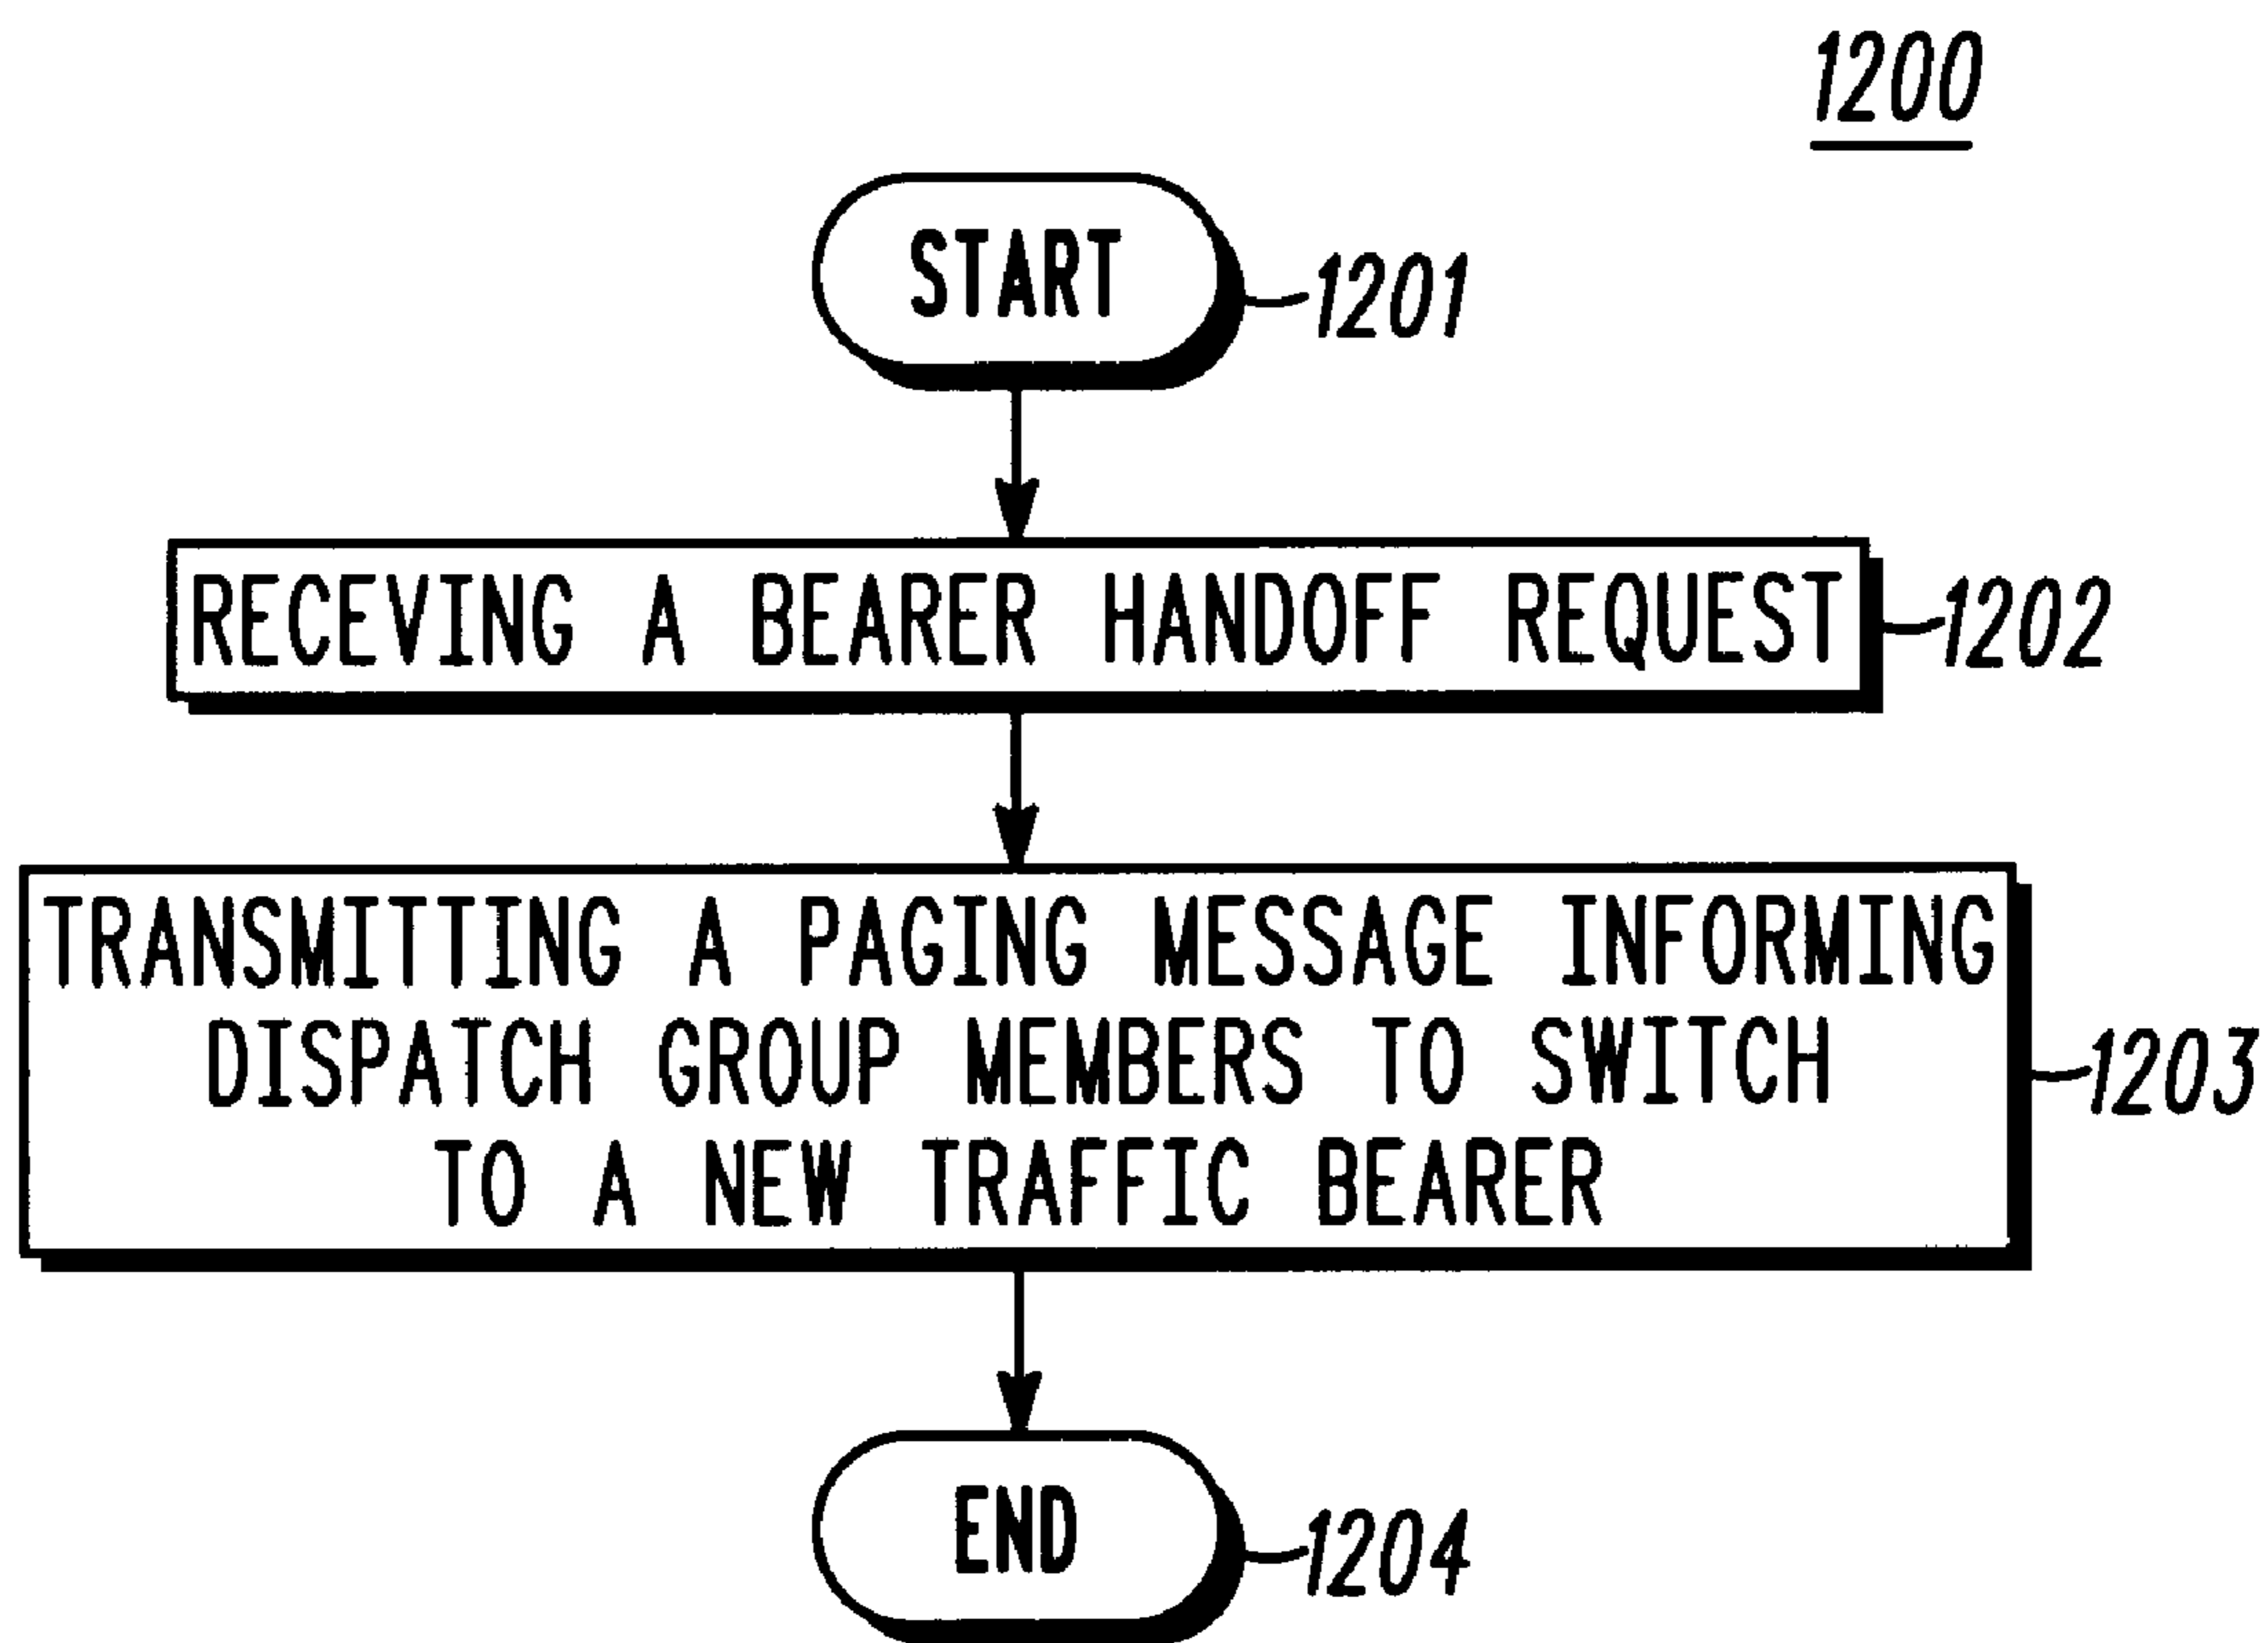 1200
START
1201
RECEVING A BEARER HANDOFF REQUEST
1202
TRANSMITTING A PAGING MESSAGE INFORMING
DISPATCH GROUP MEMBERS TO SWITCH
TO A NEW TRAFFIC BEARER
1203
END
1204